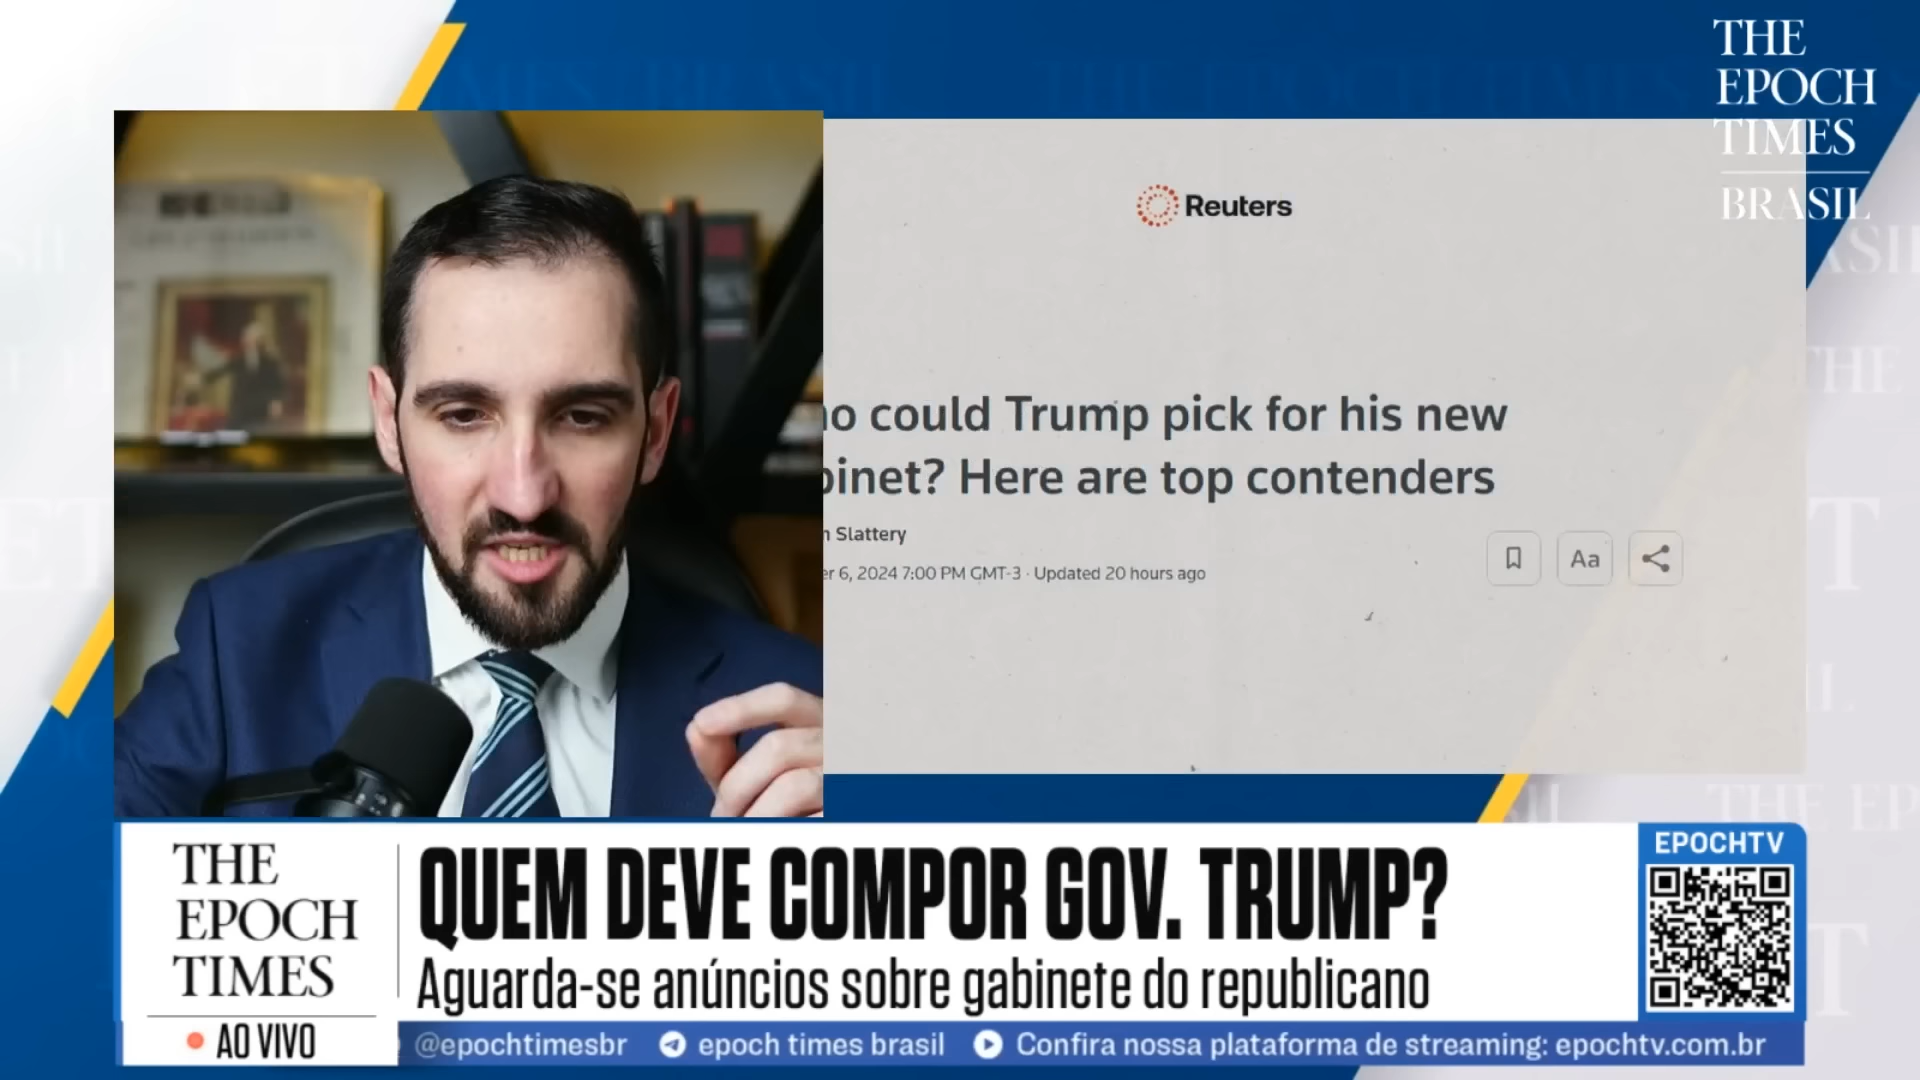 THE
EPOCH
TIMES
BRASIL
Reuters
o could Trump pick for his new
binet? Here are top contenders
n Slattery
er 6, 2024 7:00 PM GMT-3 · Updated 20 hours ago
Aa
THE
EPOCH
TIMES
AO VIVO
QUEM DEVE COMPOR GOV. TRUMP?
Aguarda-se anúncios sobre gabinete do republicano
EPOCHTV
@epochtimesbr epoch times brasil Confira nossa plataforma de streaming: epochtv.com.br